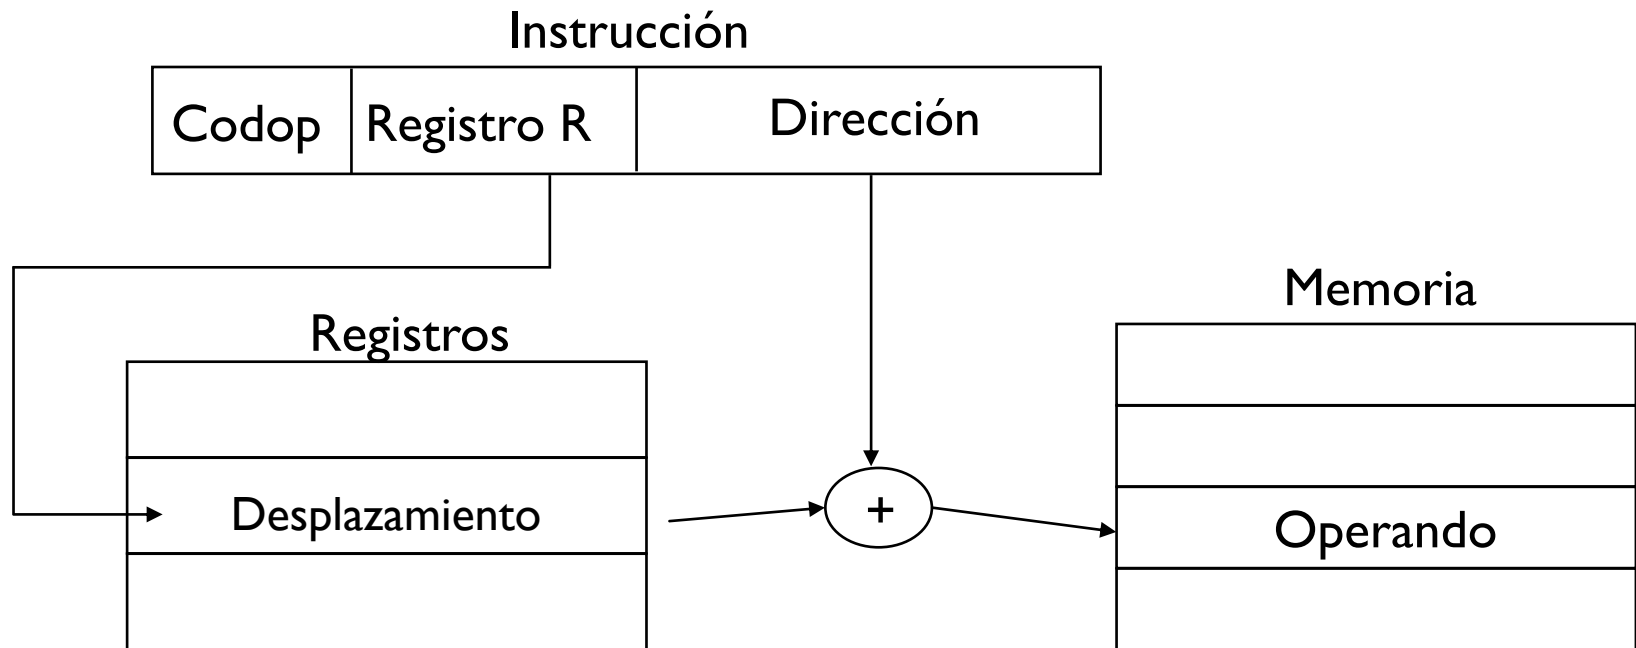 Instrucción
Codop Registro R Dirección
Memoria
Registros
Desplazamiento + Operando